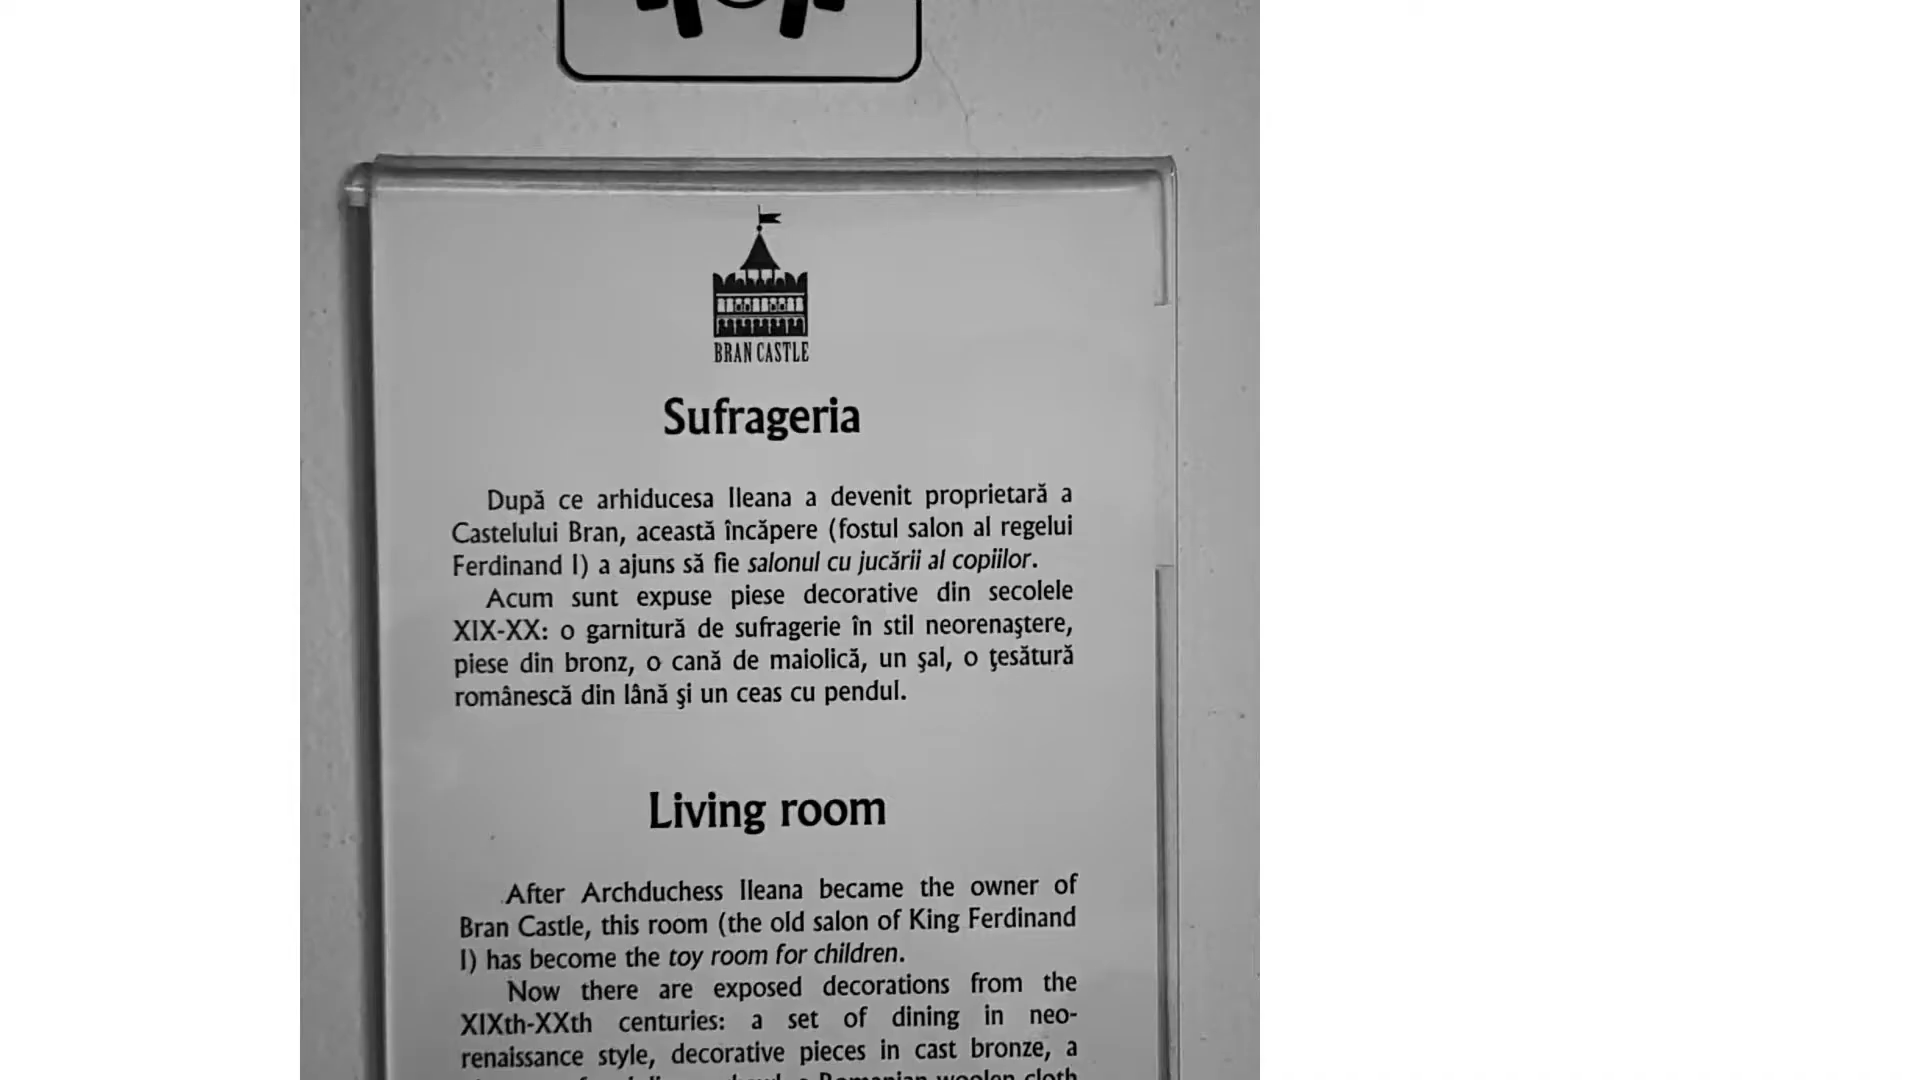 BRAN CASTLE
Sufrageria
După ce arhiducesa Ileana a devenit proprietară a
Castelului Bran, această încăpere (fostul salon al regelui
Ferdinand I) a ajuns să fie salonul cu jucării al copiilor.
Acum sunt expuse piese decorative din secolele
XIX-XX: o garnitură de sufragerie în stil neorenaştere,
piese din bronz, o cană de maiolică, un şal, o ţesătură
românescă din lână şi un ceas cu pendul.
Living room
After Archduchess Ileana became the owner of
Bran Castle, this room (the old salon of King Ferdinand
I) has become the toy room for children.
Now there are exposed decorations from the
XIXth-XXth centuries: a set of dining in neo-
renaissance style, decorative pieces in cast bronze, a
Romanian woolen cloth